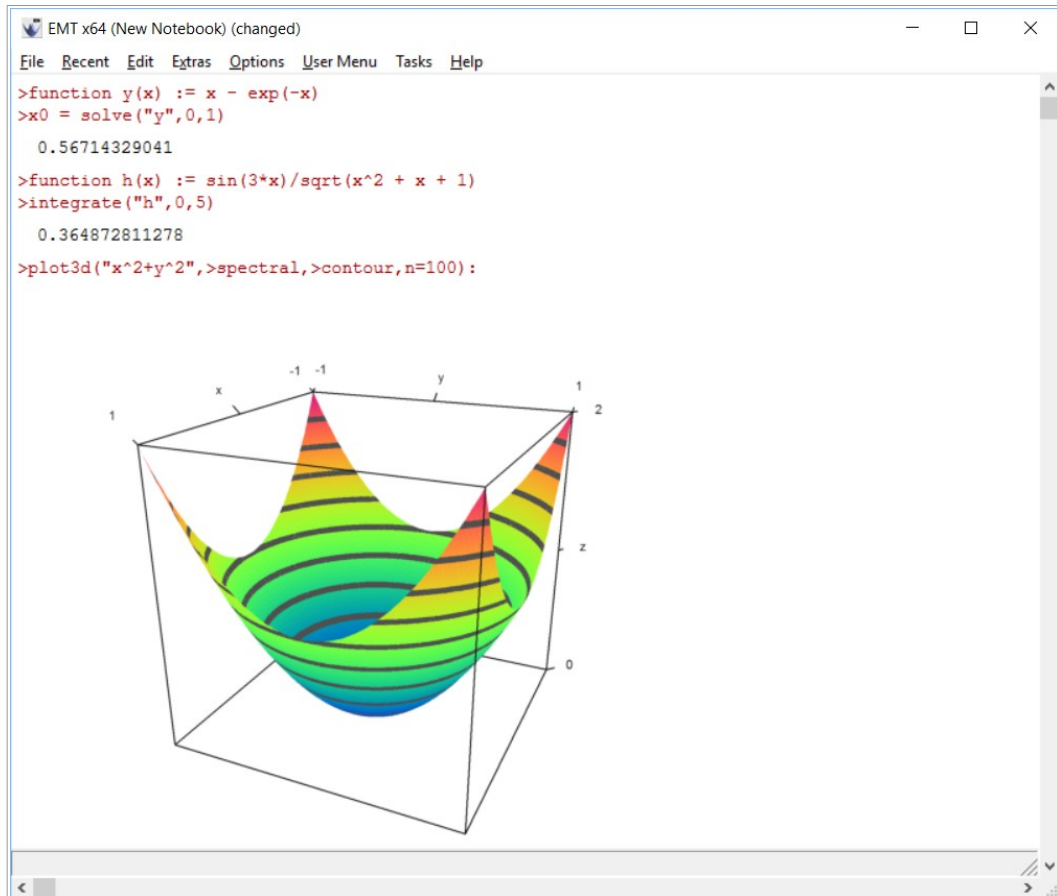 EMT x64 (New Notebook) (changed)
File Recent Edit Extras Options User Menu Tasks Help
>function y(x) := x - exp(-x)
>x0 = solve("y",0,1)
0.56714329041
>function h(x) := sin(3*x)/sqrt(x^2 + x + 1)
>integrate("h",0,5)
0.364872811278
>plot3d("x^2+y^2",>spectral,>contour,n=100):
-1 -1
y
x
1
1
2
z
0